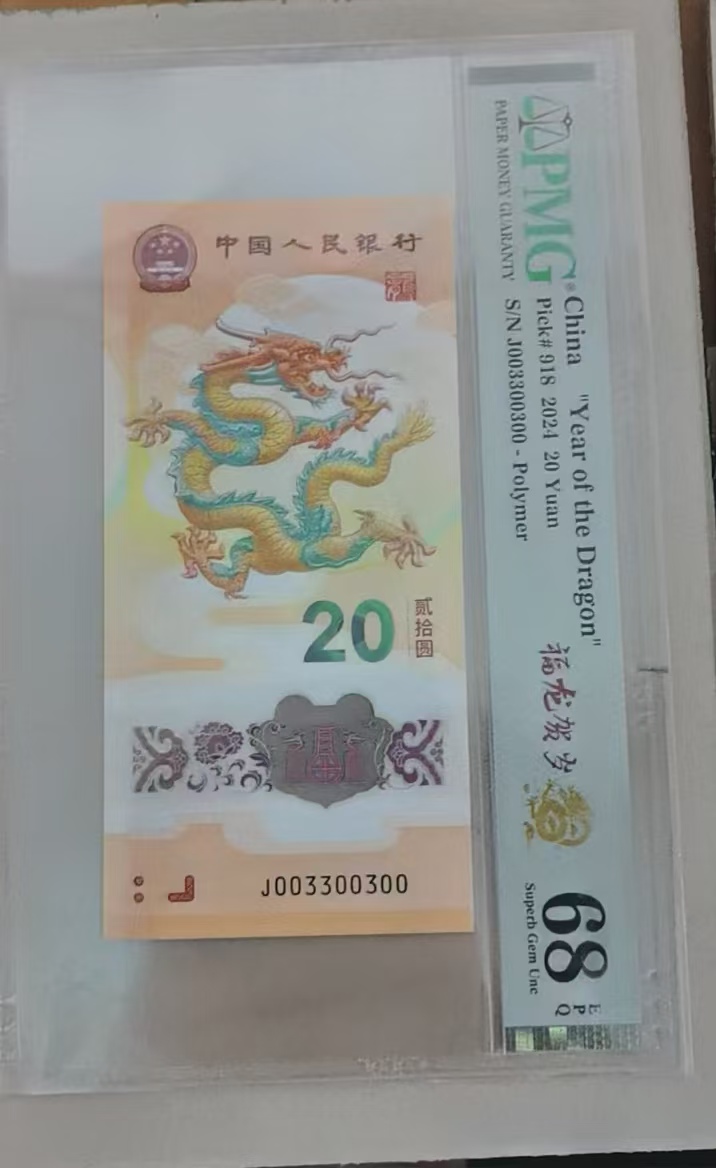 中国人民银行
20
贰拾圆
J003300300
PMG
PAPER MONEY GUARANTY
China "Year of the Dragon"
Pick# 918 2024 20 Yuan
S/N J003300300 - Polymer
福龙贺岁
68
EPQ
Superb Gem Unc